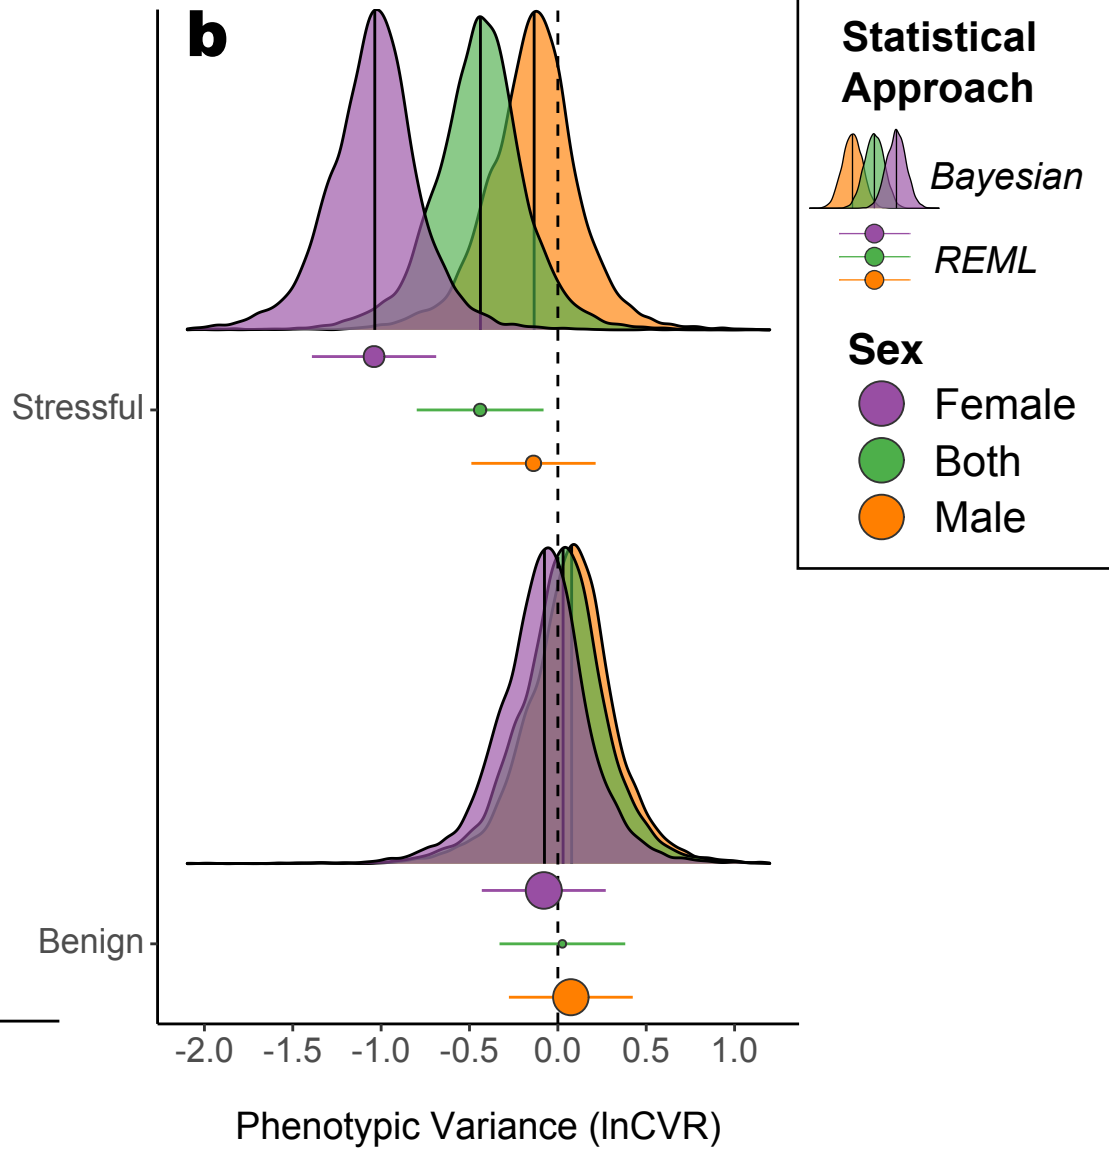 b
Stressful
Benign
-2.0 -1.5 -1.0 -0.5 0.0 0.5 1.0
Phenotypic Variance (lnCVR)
Statistical
Approach
Bayesian
REML
Sex
Female
Both
Male